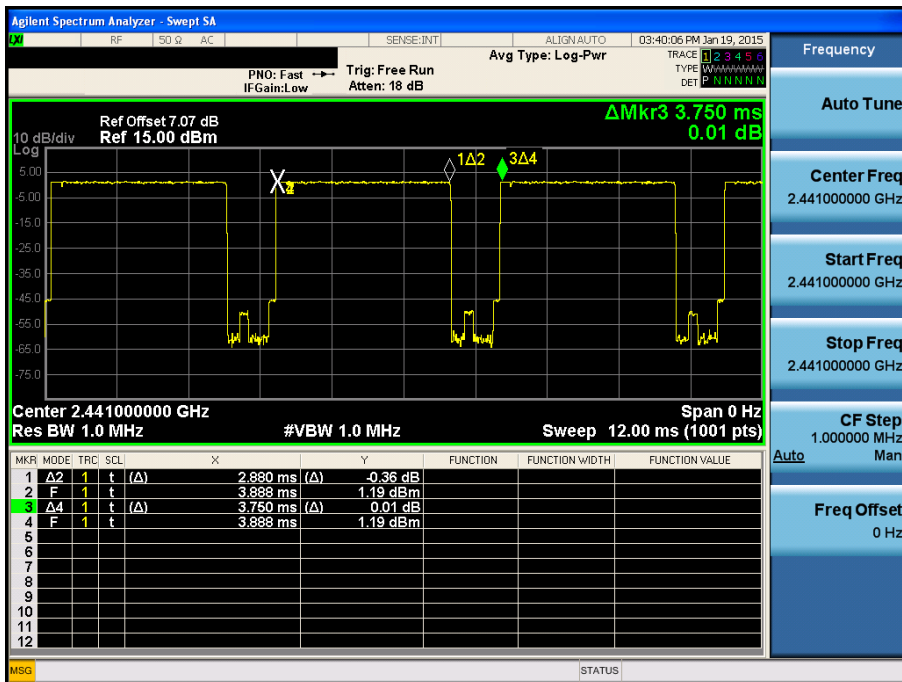 Agilent Spectrum Analyzer - Swept SA
LXI RF 50 Ω AC SENSE:INT ALIGNAUTO 03:40:06 PM Jan 19, 2015
Avg Type: Log-Pwr
TRACE 1 2 3 4 5 6
TYPE WWWWWW
DET P N N N N N
PNO: Fast
IFGain:Low
Trig: Free Run
Atten: 18 dB
ΔMkr3 3.750 ms
0.01 dB
Ref Offset 7.07 dB
10 dB/div Ref 15.00 dBm
Log
5.00
-5.00
-15.0
-25.0
-35.0
-45.0
-55.0
-65.0
-75.0
1Δ2 3Δ4
Center 2.441000000 GHz Span 0 Hz
Res BW 1.0 MHz #VBW 1.0 MHz Sweep 12.00 ms (1001 pts)
MKR MODE TRC SCL X Y FUNCTION FUNCTION WIDTH FUNCTION VALUE
1 Δ2 1 t (Δ) 2.880 ms (Δ) -0.36 dB
2 F 1 t 3.888 ms 1.19 dBm
3 Δ4 1 t (Δ) 3.750 ms (Δ) 0.01 dB
4 F 1 t 3.888 ms 1.19 dBm
5
6
7
8
9
10
11
12
MSG STATUS
Frequency
Auto Tune
Center Freq
2.441000000 GHz
Start Freq
2.441000000 GHz
Stop Freq
2.441000000 GHz
CF Step
1.000000 MHz
Auto Man
Freq Offset
0 Hz